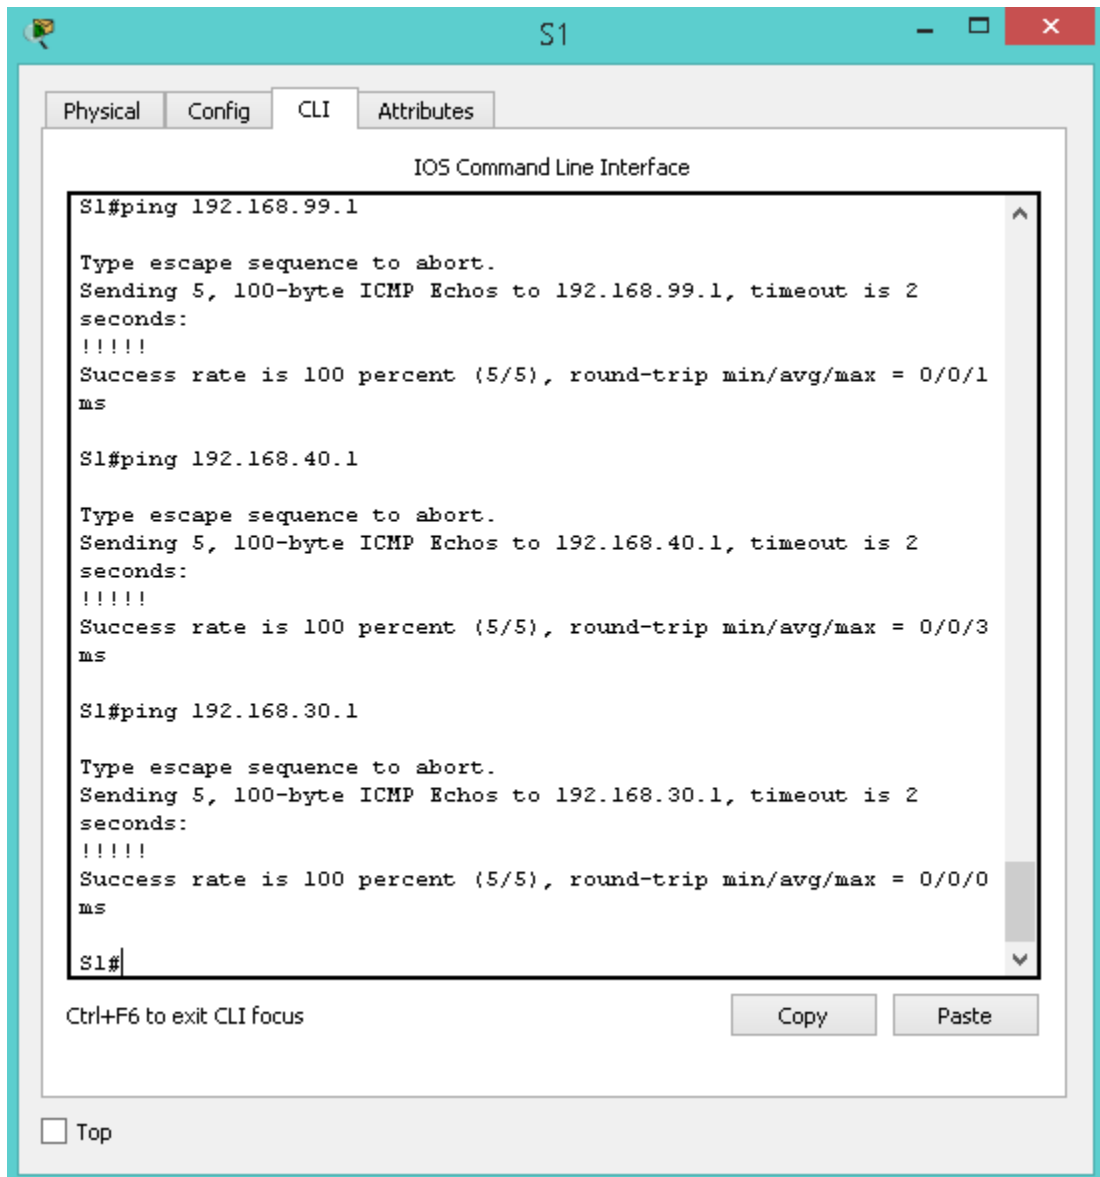 S1
Physical Config CLI Attributes
IOS Command Line Interface
S1#ping 192.168.99.1
Type escape sequence to abort.
Sending 5, 100-byte ICMP Echos to 192.168.99.1, timeout is 2
seconds:
!!!!!
Success rate is 100 percent (5/5), round-trip min/avg/max = 0/0/1
ms
S1#ping 192.168.40.1
Type escape sequence to abort.
Sending 5, 100-byte ICMP Echos to 192.168.40.1, timeout is 2
seconds:
!!!!!
Success rate is 100 percent (5/5), round-trip min/avg/max = 0/0/3
ms
S1#ping 192.168.30.1
Type escape sequence to abort.
Sending 5, 100-byte ICMP Echos to 192.168.30.1, timeout is 2
seconds:
!!!!!
Success rate is 100 percent (5/5), round-trip min/avg/max = 0/0/0
ms
S1#
Ctrl+F6 to exit CLI focus Copy Paste
Top